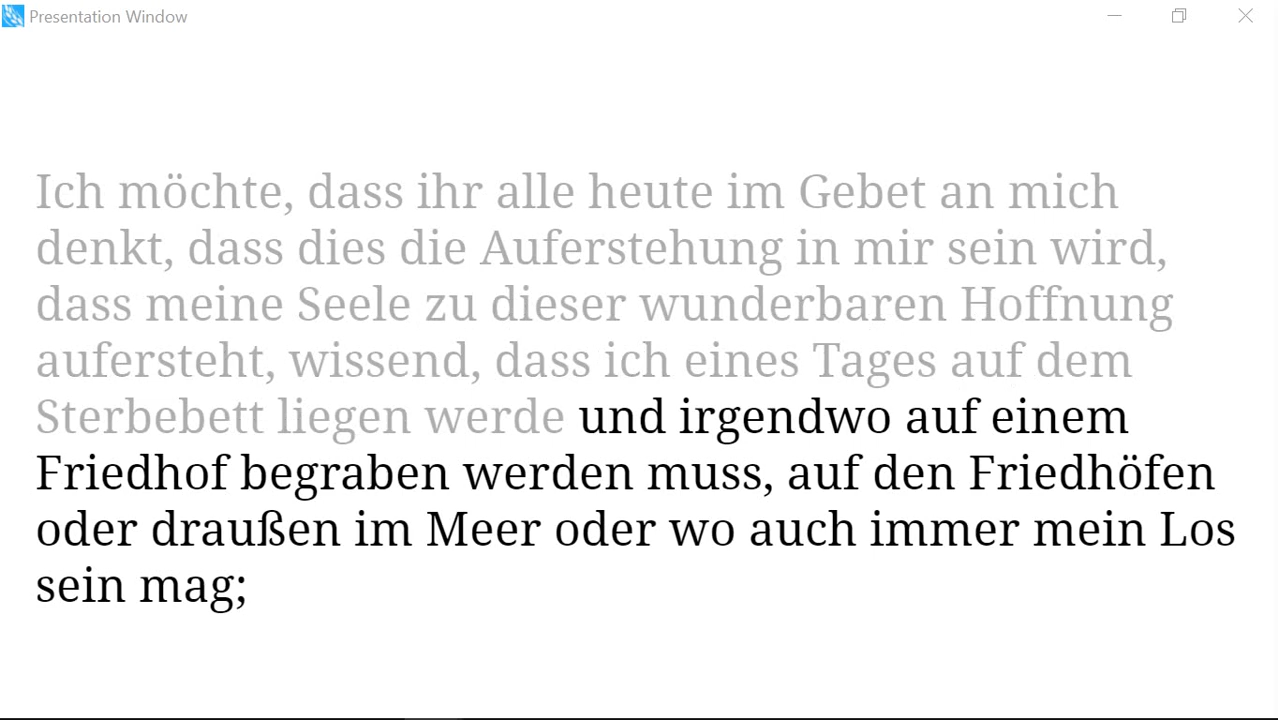 Presentation Window
Ich möchte, dass ihr alle heute im Gebet an mich
denkt, dass dies die Auferstehung in mir sein wird,
dass meine Seele zu dieser wunderbaren Hoffnung
aufersteht, wissend, dass ich eines Tages auf dem
Sterbebett liegen werde und irgendwo auf einem
Friedhof begraben werden muss, auf den Friedhöfen
oder draußen im Meer oder wo auch immer mein Los
sein mag;